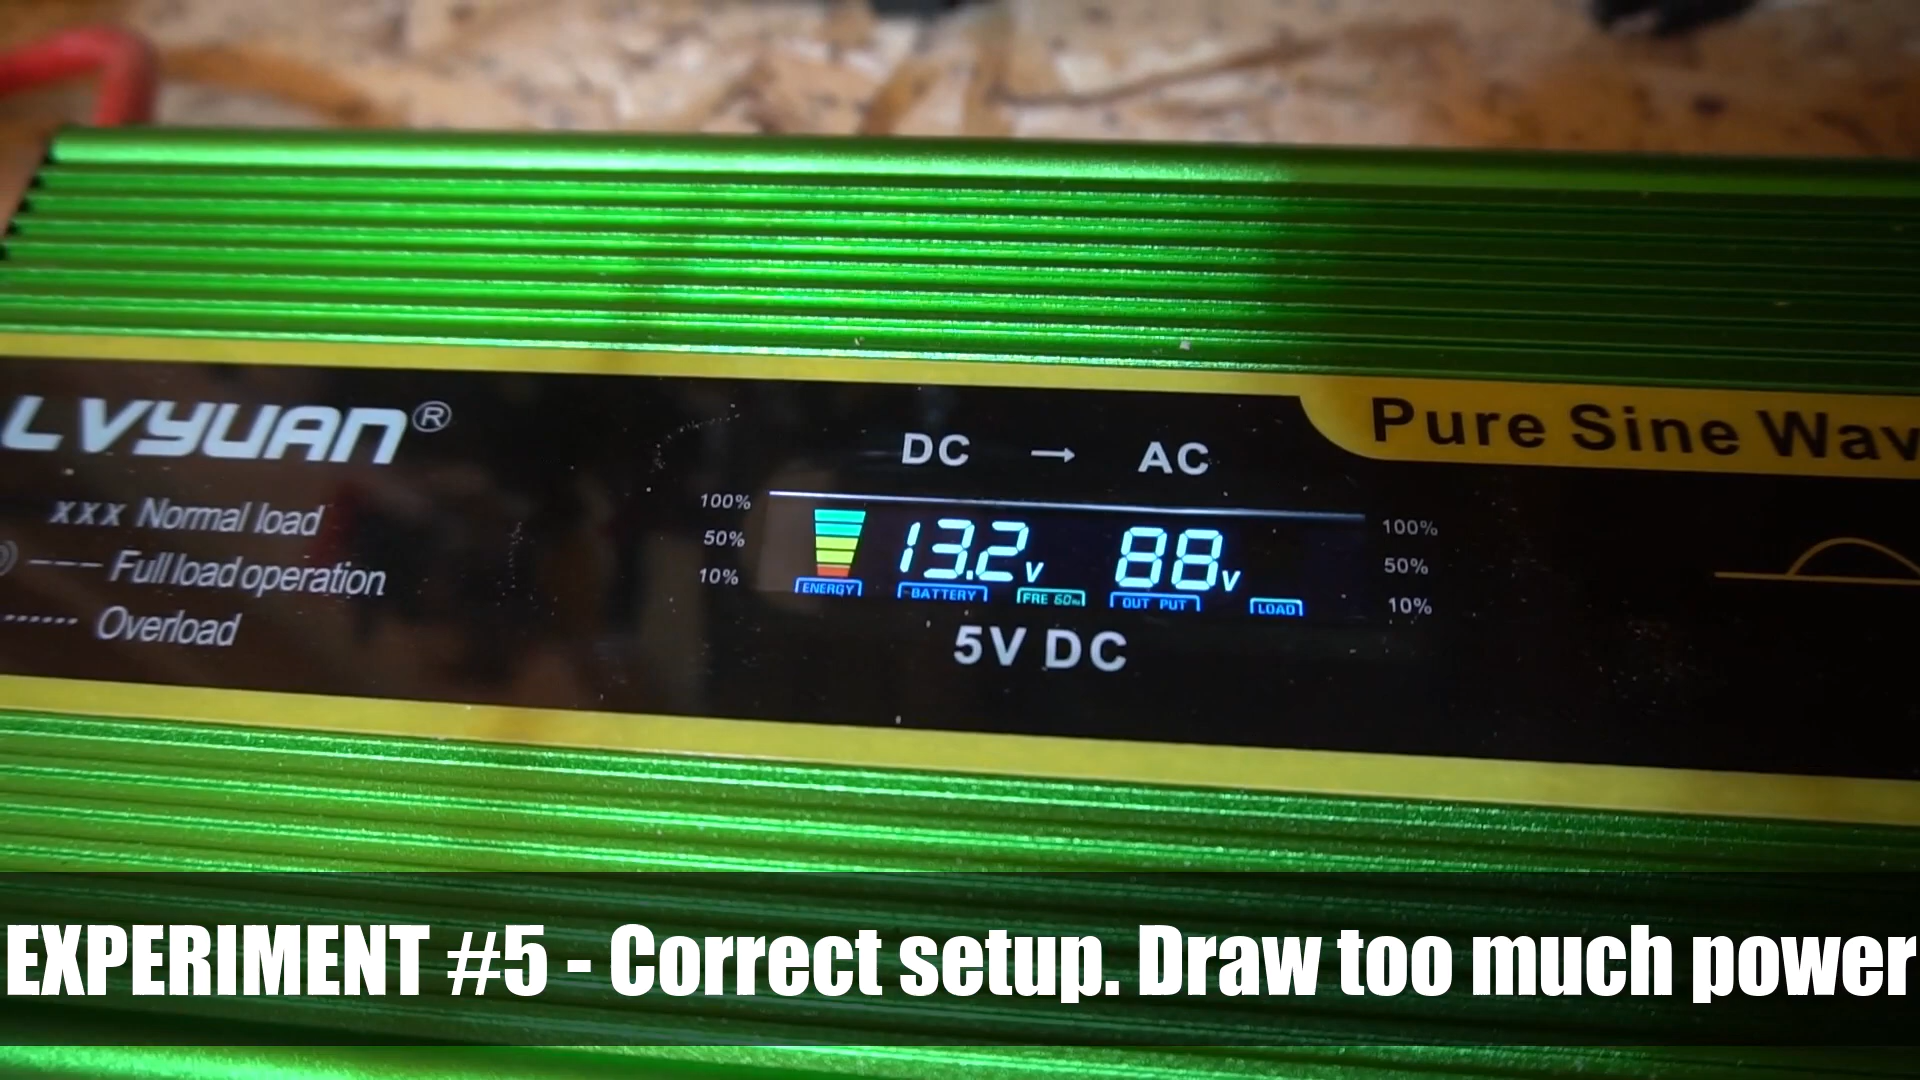 LVYUAN®
xxx Normal load
--- Full load operation
...... Overload
DC → AC
100%
50%
10%
13.2v
88v
ENERGY
BATTERY
FRE 60Hz
OUT PUT
LOAD
100%
50%
10%
5V DC
Pure Sine Wav
EXPERIMENT #5 - Correct setup. Draw too much power